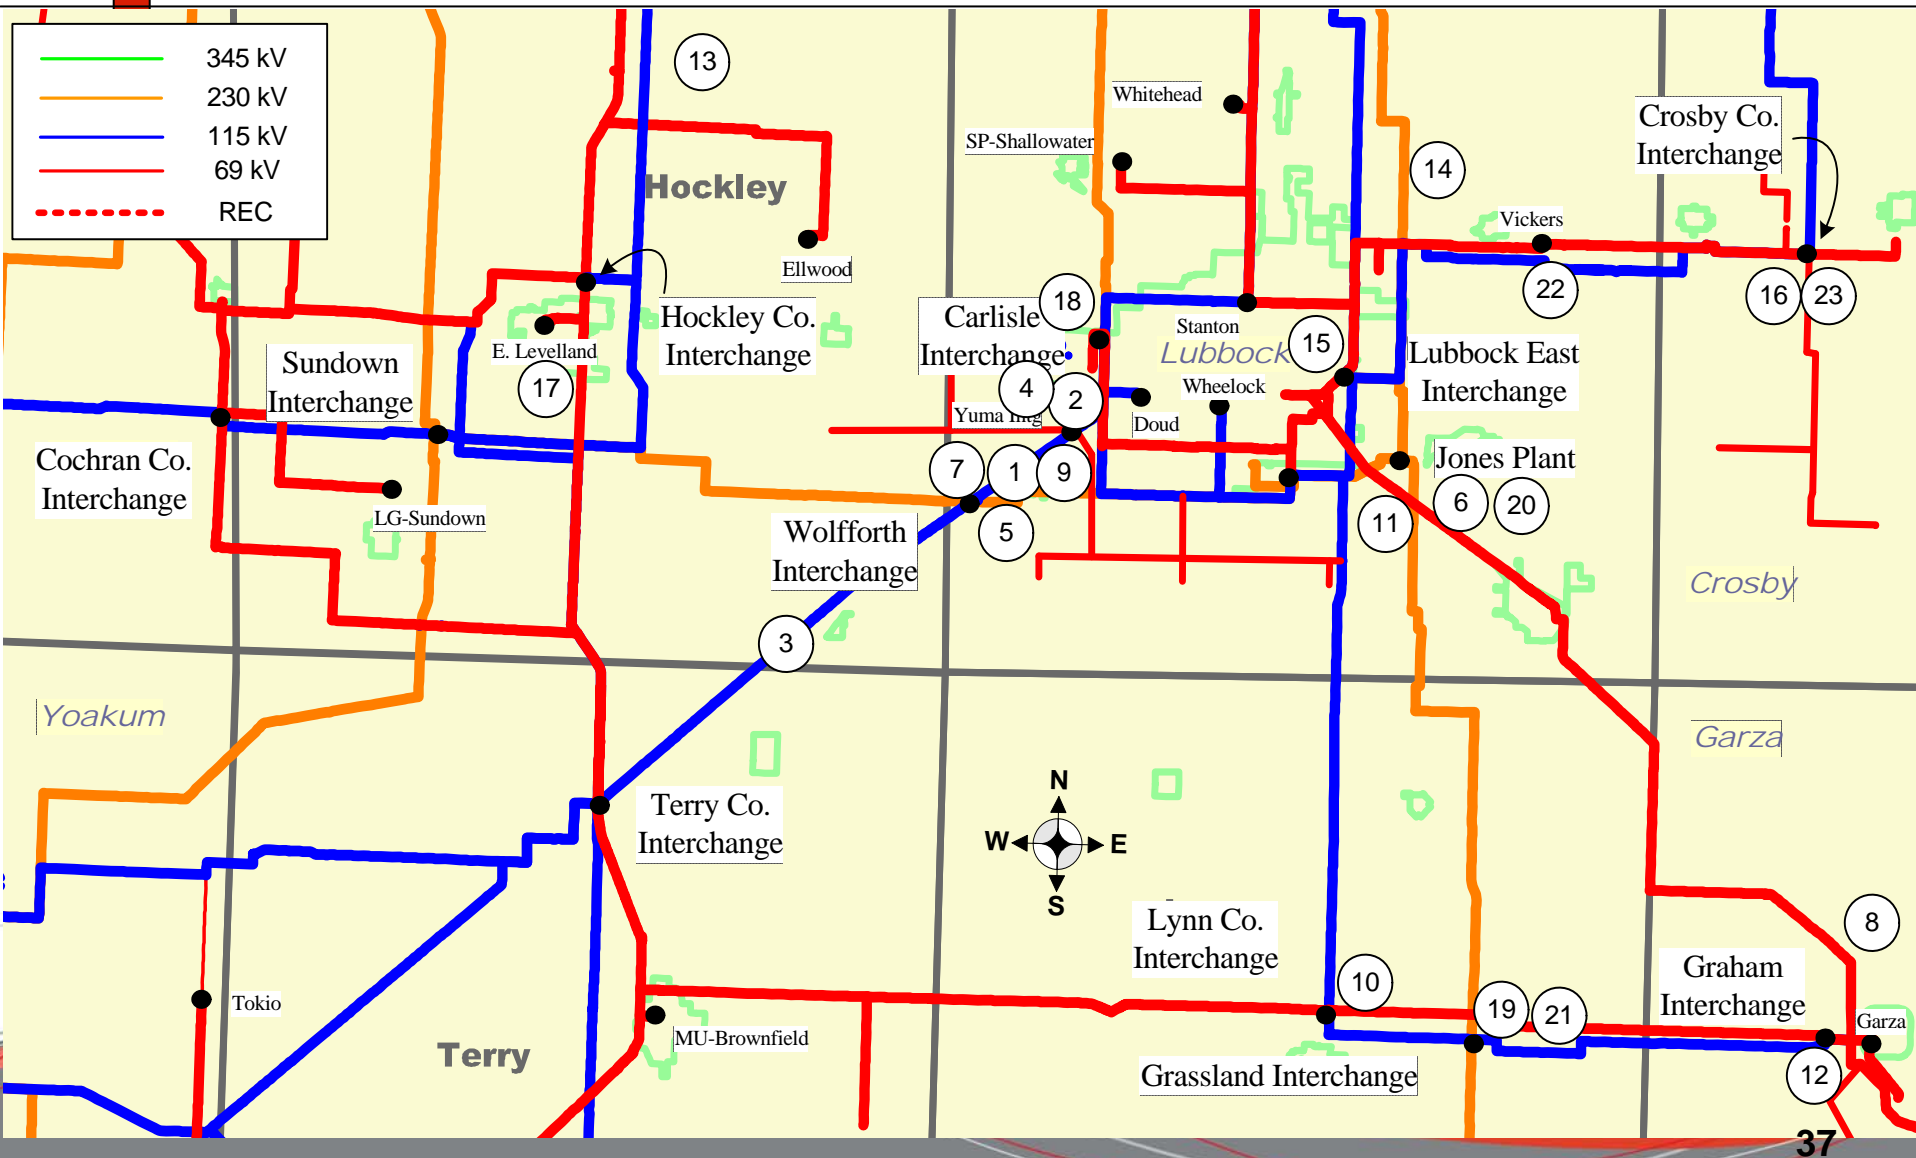 345 kV
230 kV
115 kV
69 kV
REC
13
Whitehead
SP-Shallowater
Crosby Co.
Interchange
14
Hockley
Vickers
Ellwood
22
16
23
18
Hockley Co.
Interchange
Carlisle
Interchange
Stanton
Lubbock
15
Lubbock East
Interchange
E. Levelland
17
Sundown
Interchange
4
2
Wheelock
Yuma Intg
Doud
Cochran Co.
Interchange
LG-Sundown
7
1
9
5
Jones Plant
6
20
11
Wolfforth
Interchange
Crosby
3
Yoakum
Garza
Terry Co.
Interchange
N
W
E
S
Lynn Co.
Interchange
8
10
Graham
Interchange
Tokio
19
21
Garza
MU-Brownfield
Terry
Grassland Interchange
12
37